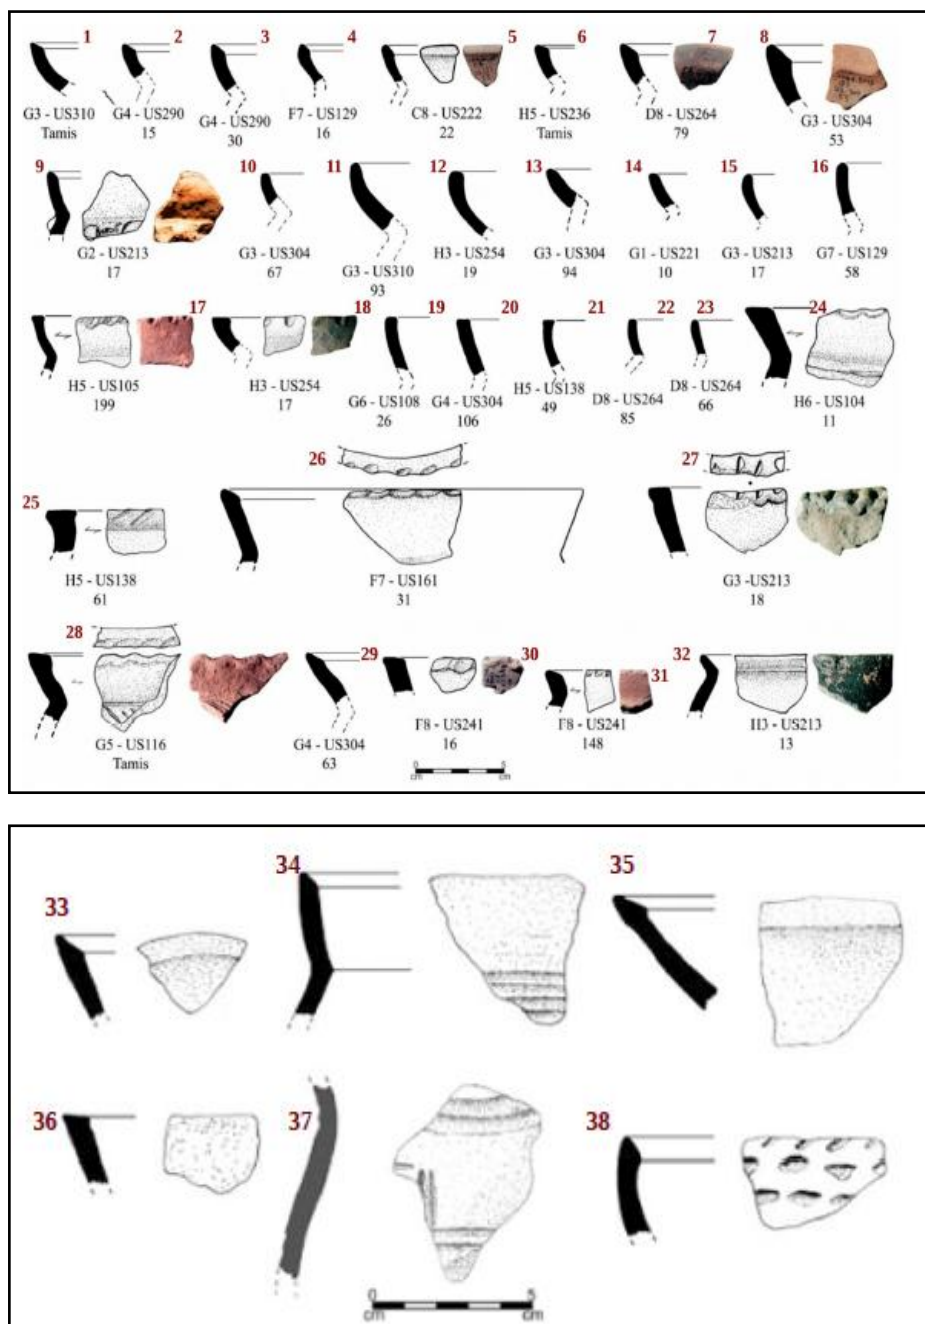 1 2 3 4 5 6 7 8
G3 - US310
Tamis
G4 - US290
15
G4 - US290
30
F7 - US129
16
C8 - US222
22
H5 - US236
Tamis
D8 - US264
79
G3 - US304
53
9 10 11 12 13 14 15 16
G2 - US213
17
G3 - US304
67
G3 - US310
93
H3 - US254
19
G3 - US304
94
G1 - US221
10
G3 - US213
17
G7 - US129
58
17 18 19 20 21 22 23 24
H5 - US105
199
H3 - US254
17
G6 - US108
26
G4 - US304
106
H5 - US138
49
D8 - US264
85
D8 - US264
66
H6 - US104
11
25 26 27
H5 - US138
61
F7 - US161
31
G3 - US213
18
28 29 30 31 32
G5 - US116
Tamis
G4 - US304
63
F8 - US241
16
F8 - US241
148
H3 - US213
13
0 5
cm
33 34 35
36 37 38
0 5
cm cm